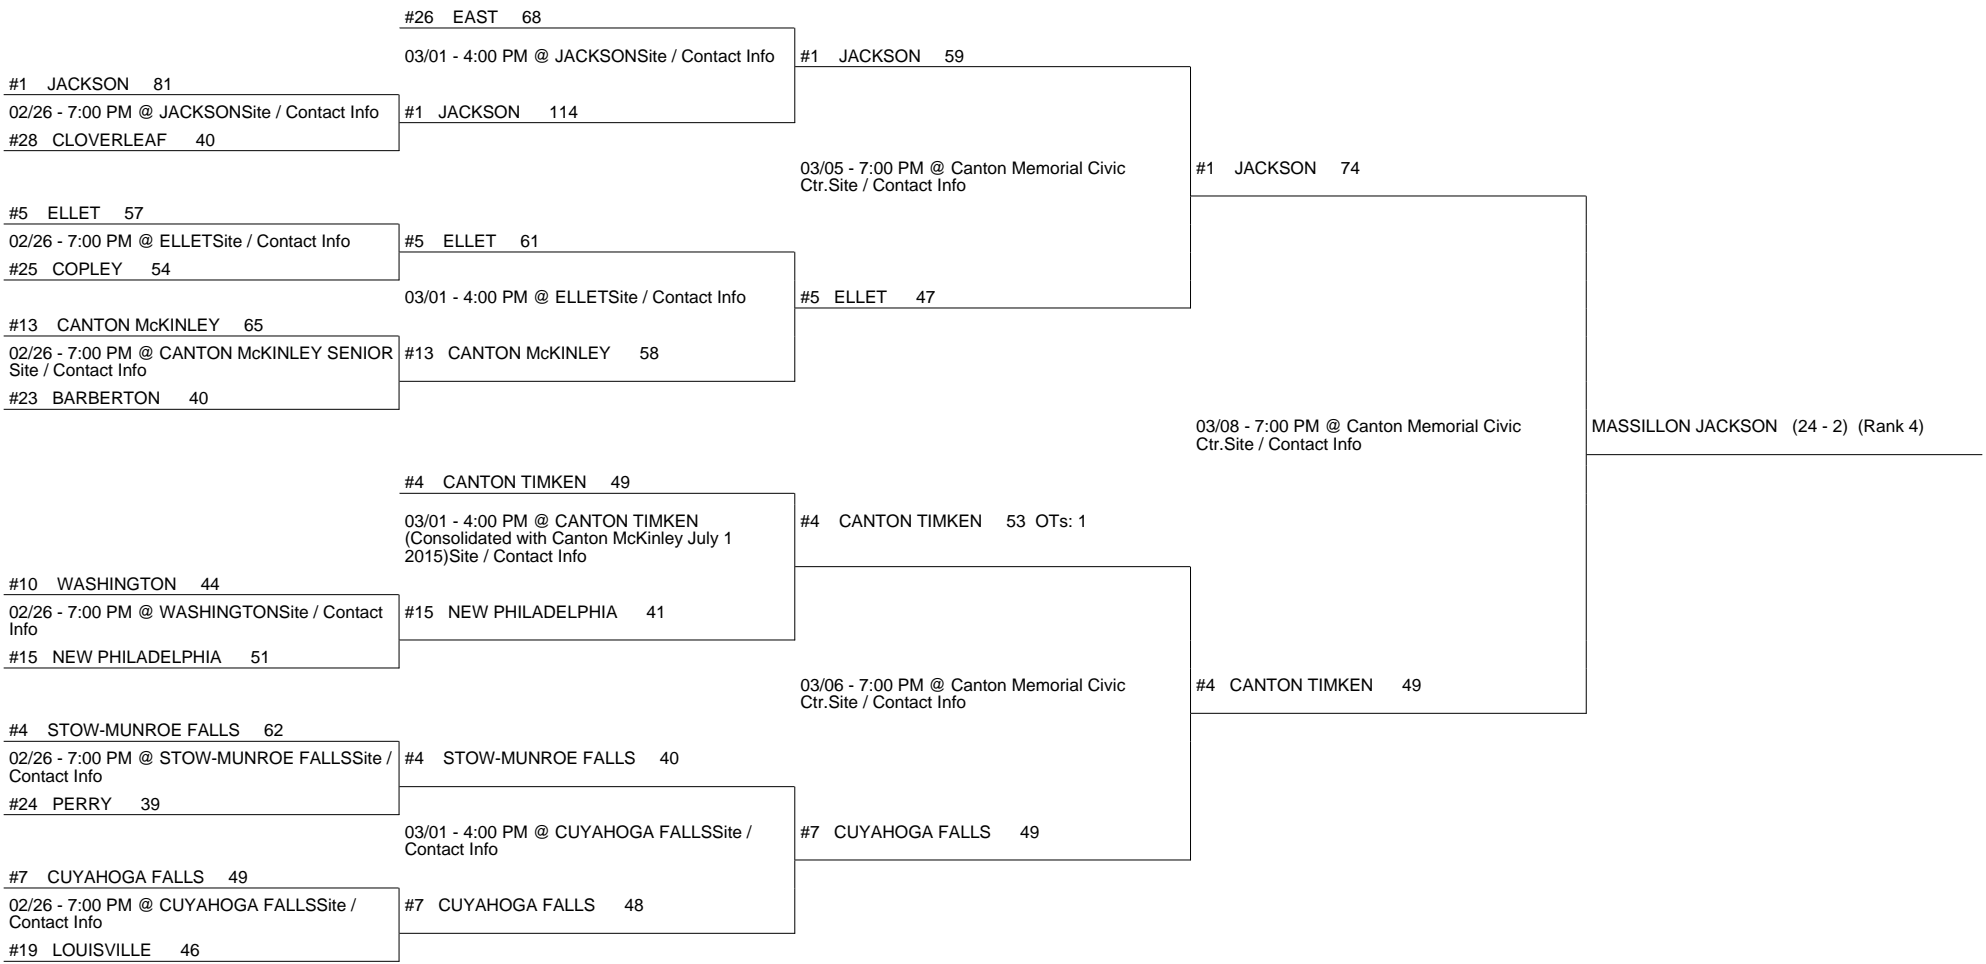 #26 EAST 68
03/01 - 4:00 PM @ JACKSONSite / Contact Info
#1 JACKSON 59
#1 JACKSON 81
02/26 - 7:00 PM @ JACKSONSite / Contact Info
#1 JACKSON 114
#28 CLOVERLEAF 40
03/05 - 7:00 PM @ Canton Memorial Civic
Ctr.Site / Contact Info
#1 JACKSON 74
#5 ELLET 57
02/26 - 7:00 PM @ ELLETSite / Contact Info
#5 ELLET 61
#25 COPLEY 54
03/01 - 4:00 PM @ ELLETSite / Contact Info
#5 ELLET 47
#13 CANTON McKINLEY 65
02/26 - 7:00 PM @ CANTON McKINLEY SENIOR
Site / Contact Info
#13 CANTON McKINLEY 58
#23 BARBERTON 40
03/08 - 7:00 PM @ Canton Memorial Civic
Ctr.Site / Contact Info
MASSILLON JACKSON (24 - 2) (Rank 4)
#4 CANTON TIMKEN 49
03/01 - 4:00 PM @ CANTON TIMKEN
(Consolidated with Canton McKinley July 1
2015)Site / Contact Info
#4 CANTON TIMKEN 53 OTs: 1
#10 WASHINGTON 44
02/26 - 7:00 PM @ WASHINGTONSite / Contact
Info
#15 NEW PHILADELPHIA 41
#15 NEW PHILADELPHIA 51
03/06 - 7:00 PM @ Canton Memorial Civic
Ctr.Site / Contact Info
#4 CANTON TIMKEN 49
#4 STOW-MUNROE FALLS 62
02/26 - 7:00 PM @ STOW-MUNROE FALLSSite /
Contact Info
#4 STOW-MUNROE FALLS 40
#24 PERRY 39
03/01 - 4:00 PM @ CUYAHOGA FALLSSite /
Contact Info
#7 CUYAHOGA FALLS 49
#7 CUYAHOGA FALLS 49
02/26 - 7:00 PM @ CUYAHOGA FALLSSite /
Contact Info
#7 CUYAHOGA FALLS 48
#19 LOUISVILLE 46